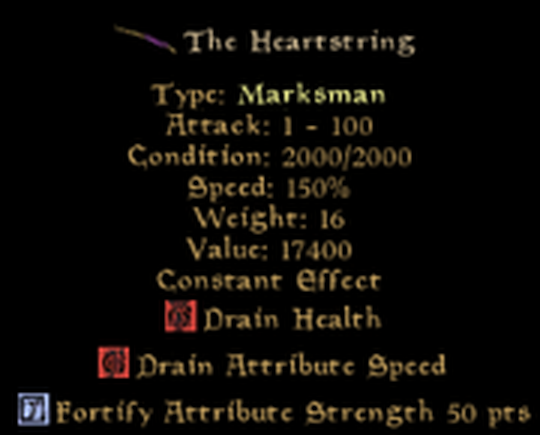 The Heartstring
Type: Marksman
Attack: 1 - 100
Condition: 2000/2000
Speed: 150%
Weight: 16
Value: 17400
Constant Effect
Drain Health
Drain Attribute Speed
Fortify Attribute Strength 50 pts